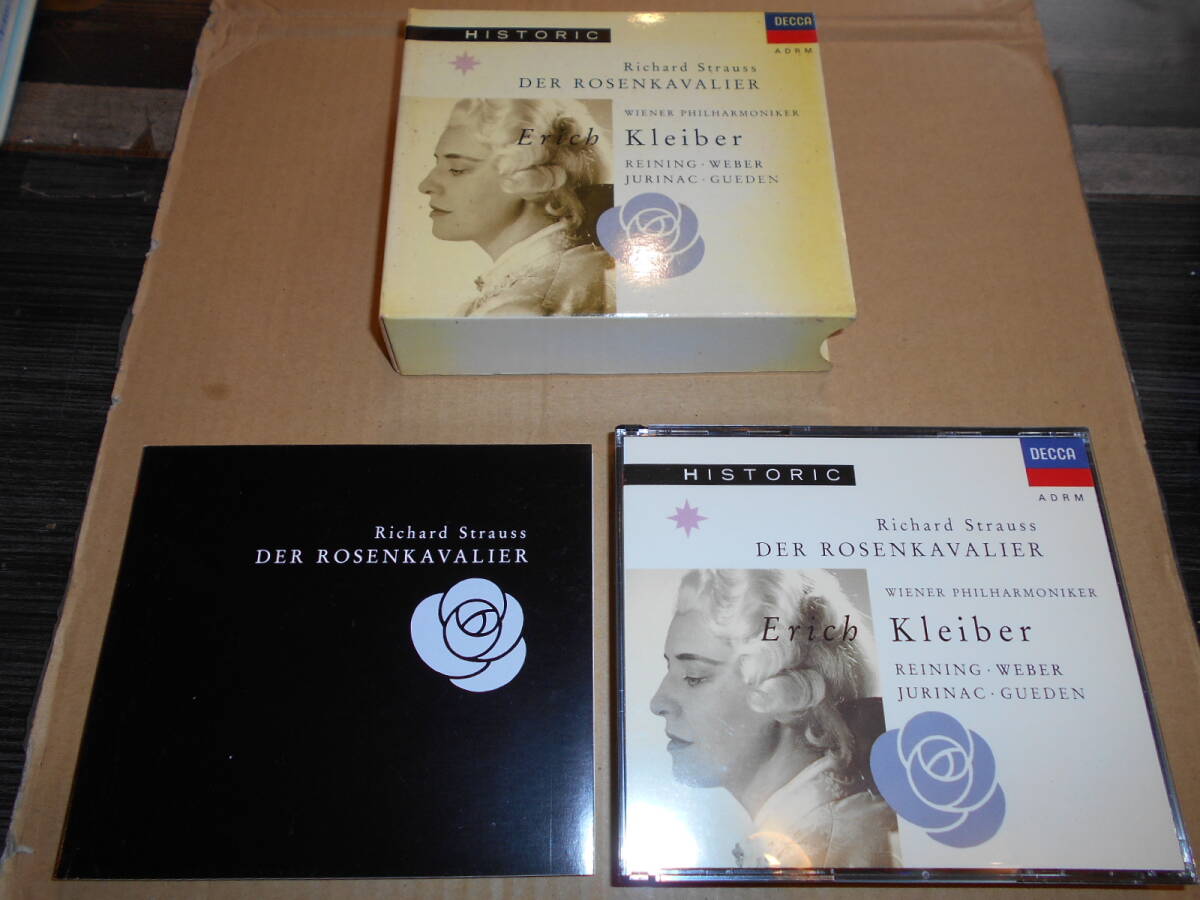 HISTORIC
DECCA
ADRM
Richard Strauss
DER ROSENKAVALIER
WIENER PHILHARMONIKER
Erich Kleiber
REINING · WEBER
JURINAC · GUEDEN
Richard Strauss
DER ROSENKAVALIER
HISTORIC
DECCA
ADRM
Richard Strauss
DER ROSENKAVALIER
WIENER PHILHARMONIKER
Erich Kleiber
REINING · WEBER
JURINAC · GUEDEN